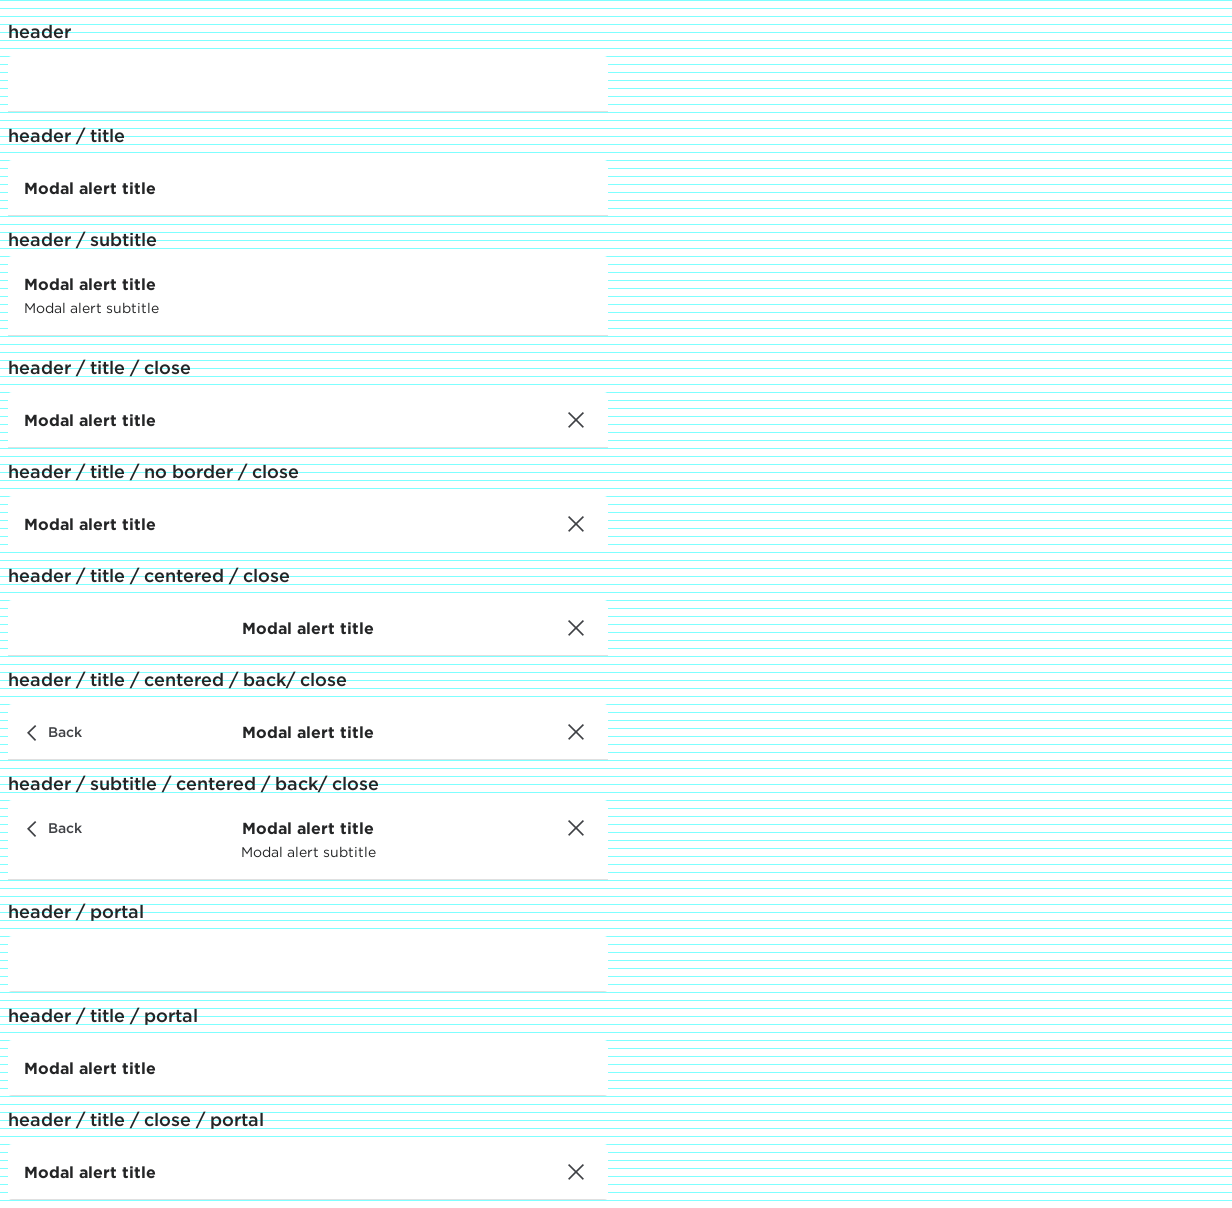 header
header / title
Modal alert title
header / subtitle
Modal alert title
Modal alert subtitle
header / title / close
Modal alert title
header / title / no border / close
Modal alert title
header / title / centered / close
Modal alert title
header / title / centered / back/ close
Back Modal alert title
header / subtitle / centered / back/ close
Back Modal alert title
Modal alert subtitle
header / portal
header / title / portal
Modal alert title
header / title / close / portal
Modal alert title